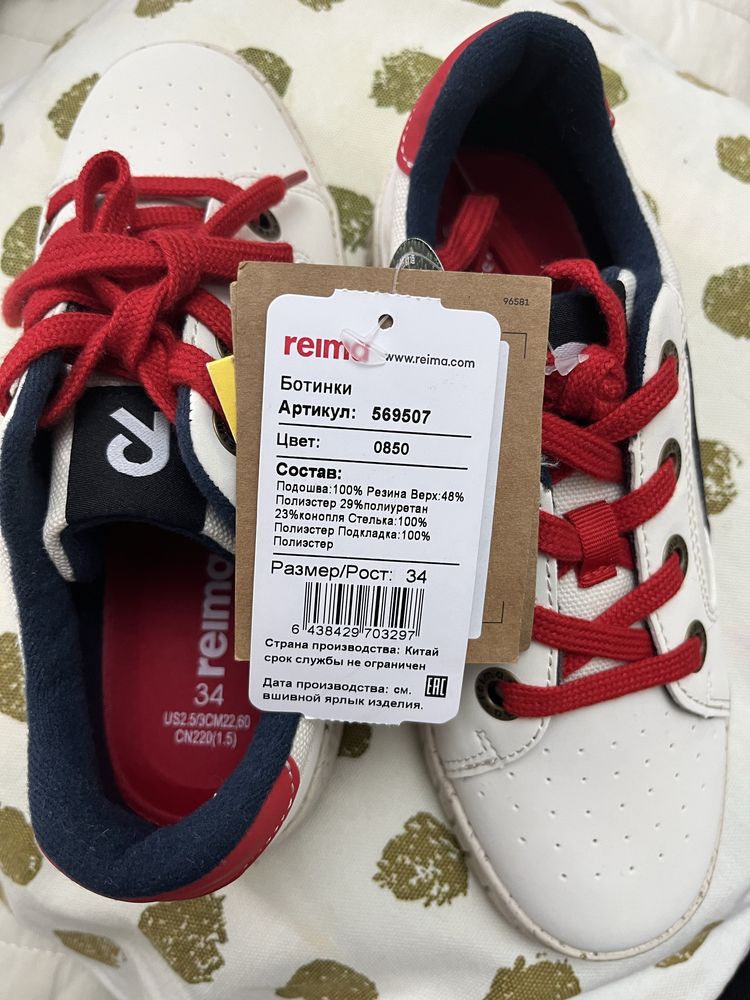 96581
reima
www.reima.com
Ботинки
Артикул: 569507
Цвет: 0850
Состав:
Подошва:100% Резина Верх:48%
Полиэстер 29%полиуретан
23%конопля Стелька:100%
Полиэстер Подкладка:100%
Полиэстер
Размер/Рост: 34
6 438429 703297
Страна производства: Китай
срок службы не ограничен
Дата производства: см.
вшивной ярлык изделия.
EAC
reima
34
US2.5/3CM22,60
CN220(1.5)